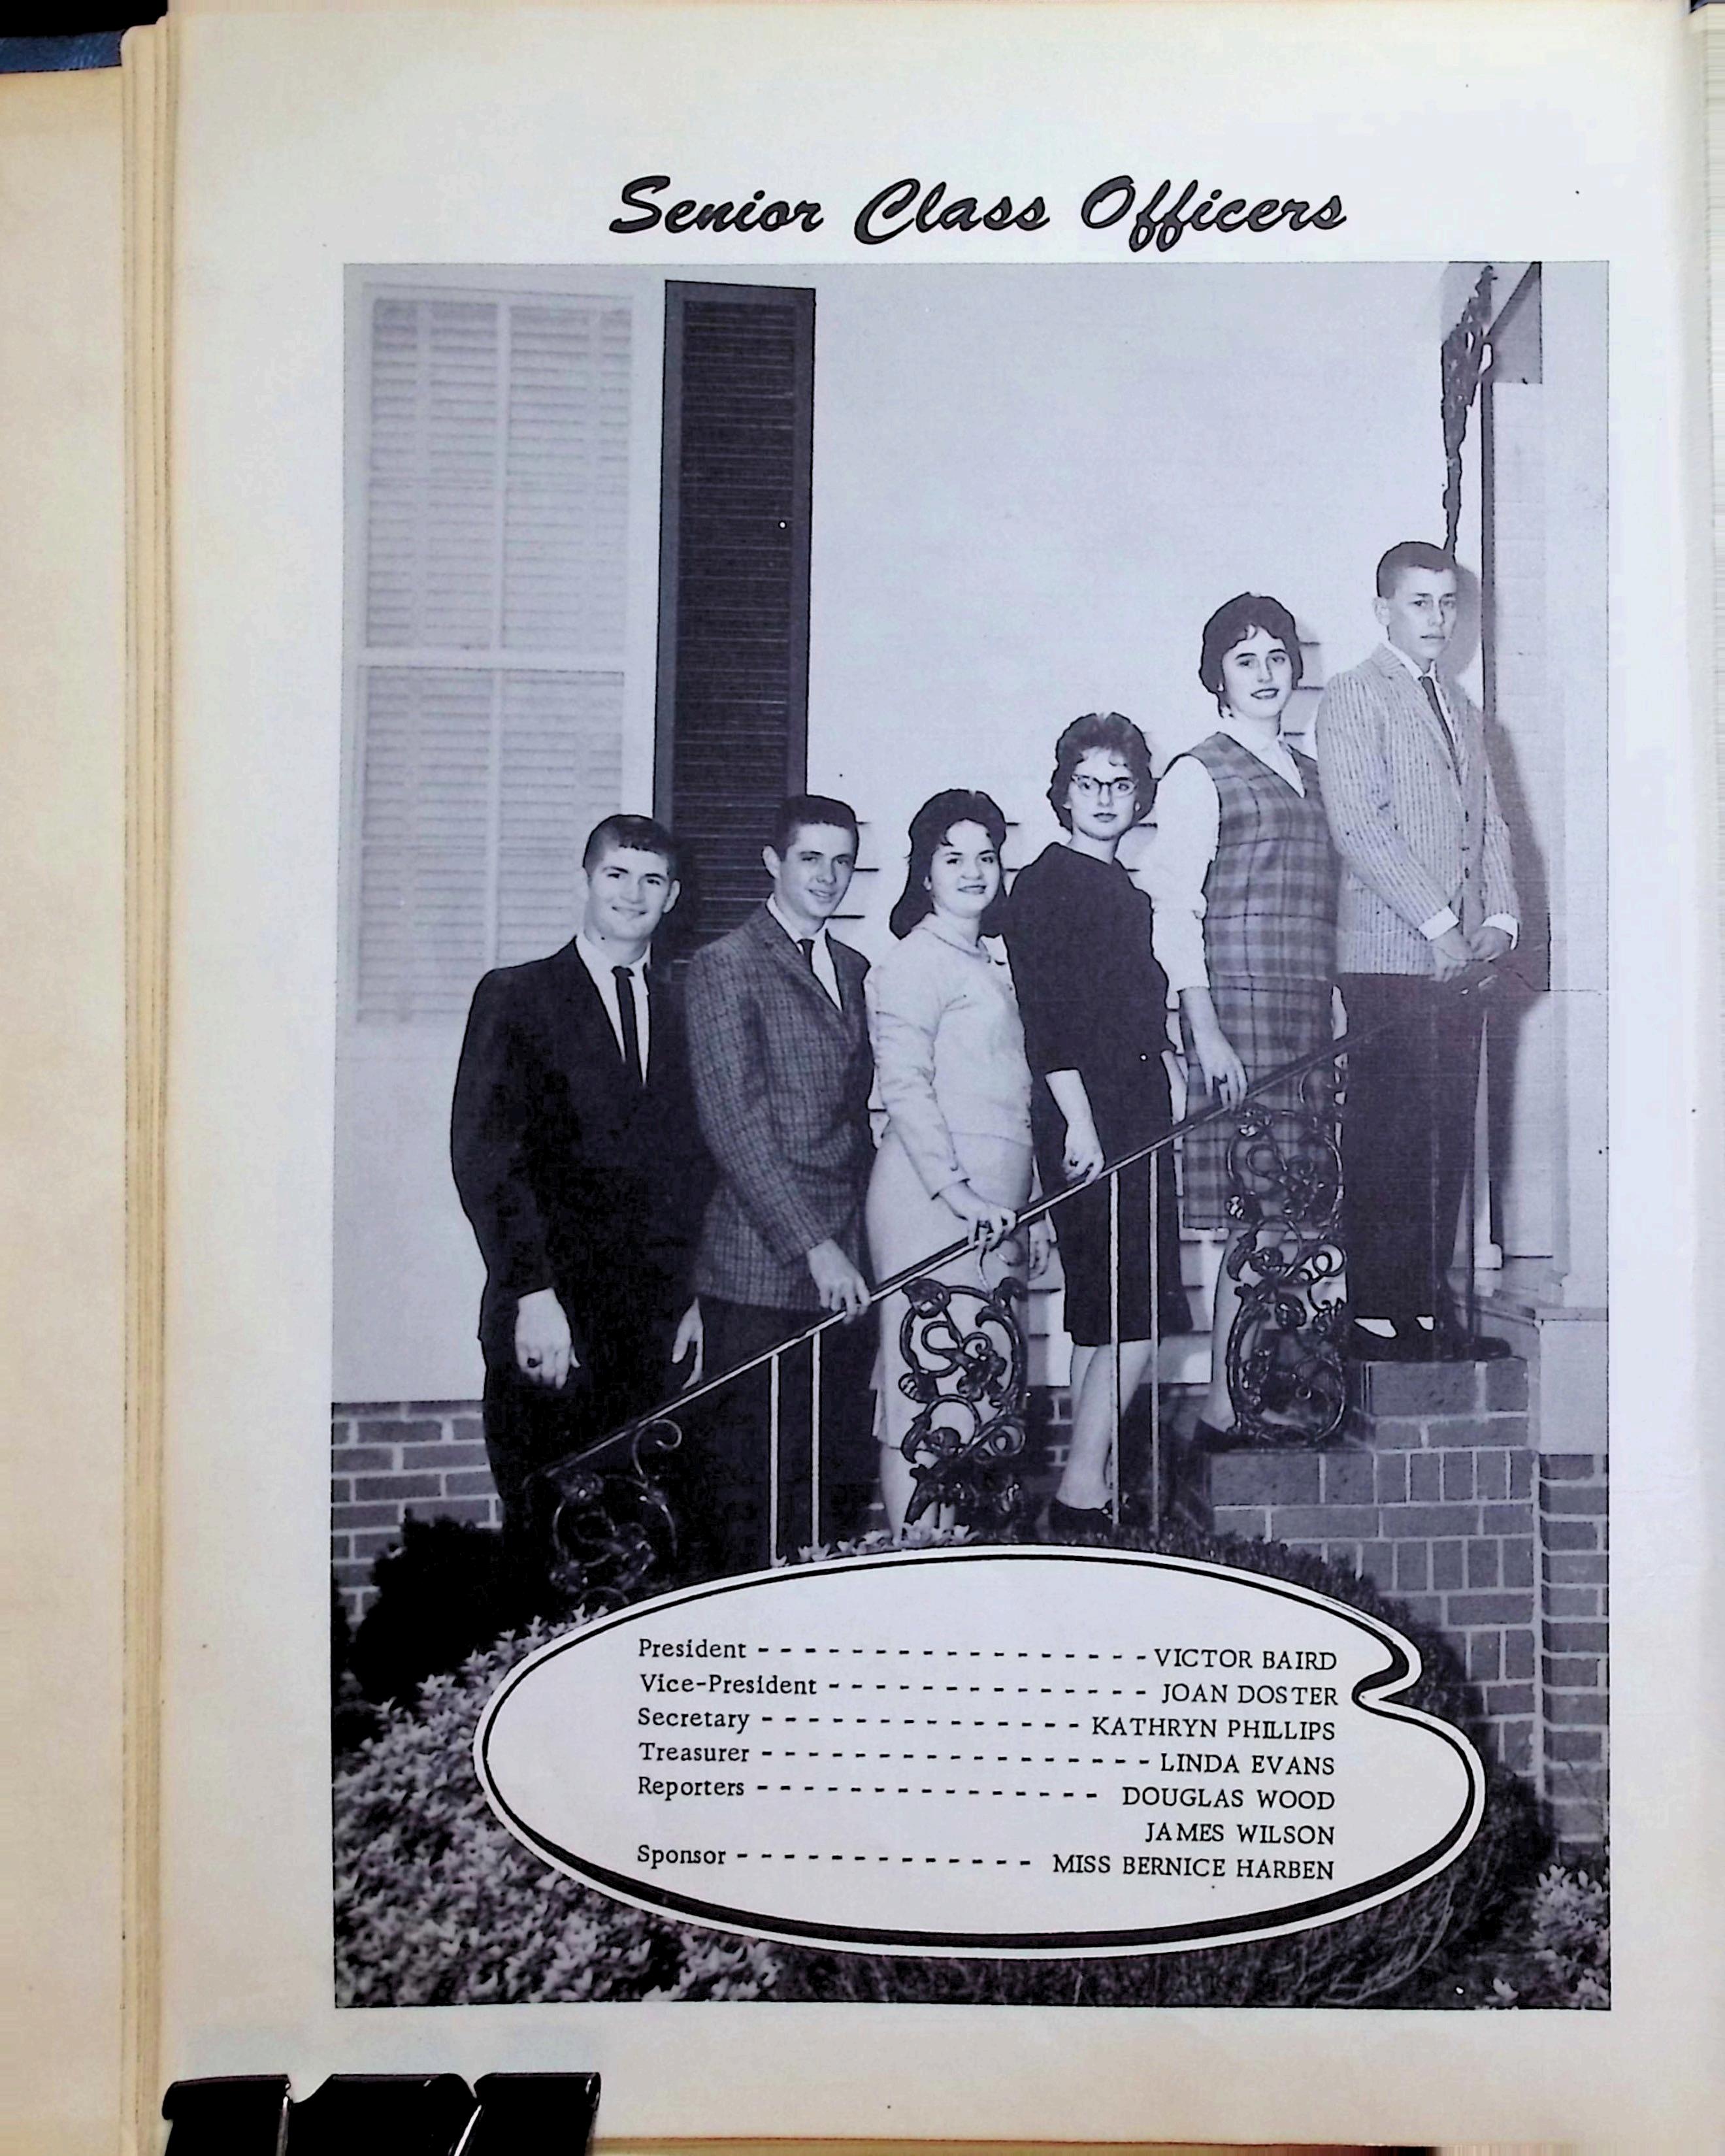 Senior Class Officers
President - - - - - - - - - - - - - - - - - VICTOR BAIRD
Vice-President - - - - - - - - - - - - - - JOAN DOSTER
Secretary - - - - - - - - - - - - - - KATHRYN PHILLIPS
Treasurer - - - - - - - - - - - - - - - - - LINDA EVANS
Reporters - - - - - - - - - - - - - - - DOUGLAS WOOD
JAMES WILSON
Sponsor - - - - - - - - - - - - - MISS BERNICE HARBEN